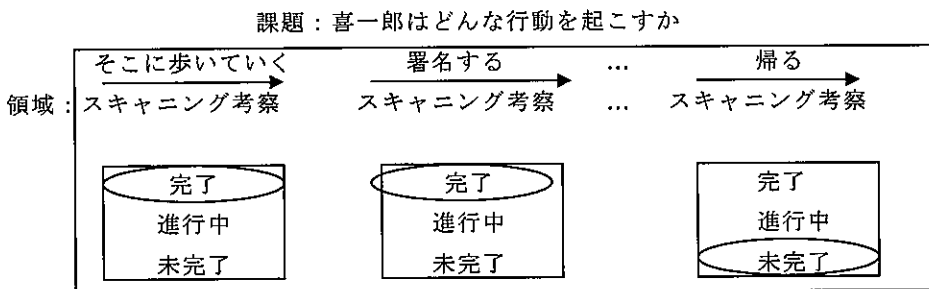 課題：喜一郎はどんな行動を起こすか
そこに歩いていく 署名する … 帰る
領域：スキャニング考察 スキャニング考察 … スキャニング考察
完了 完了 完了
進行中 進行中 進行中
未完了 未完了 未完了